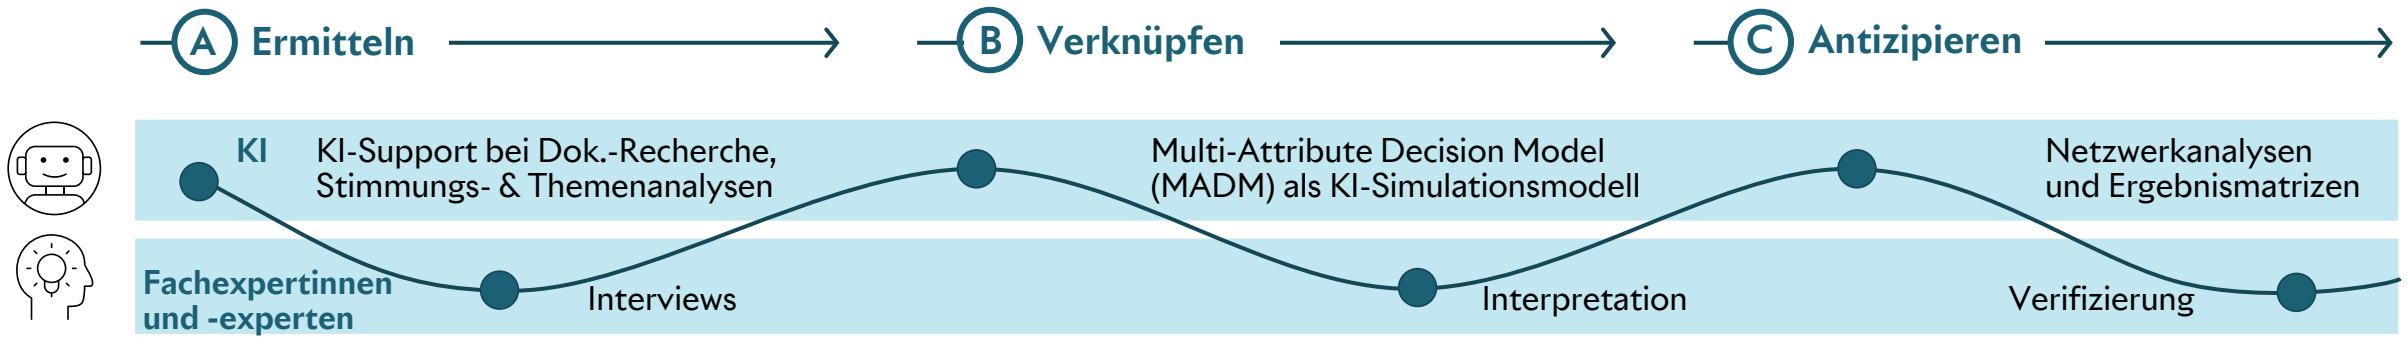 A Ermitteln
B Verknüpfen
C Antizipieren
KI
KI-Support bei Dok.-Recherche,
Stimmungs- & Themenanalysen
Multi-Attribute Decision Model
(MADM) als KI-Simulationsmodell
Netzwerkanalysen
und Ergebnismatrizen
Fachexpertinnen
und -experten
Interviews
Interpretation
Verifizierung